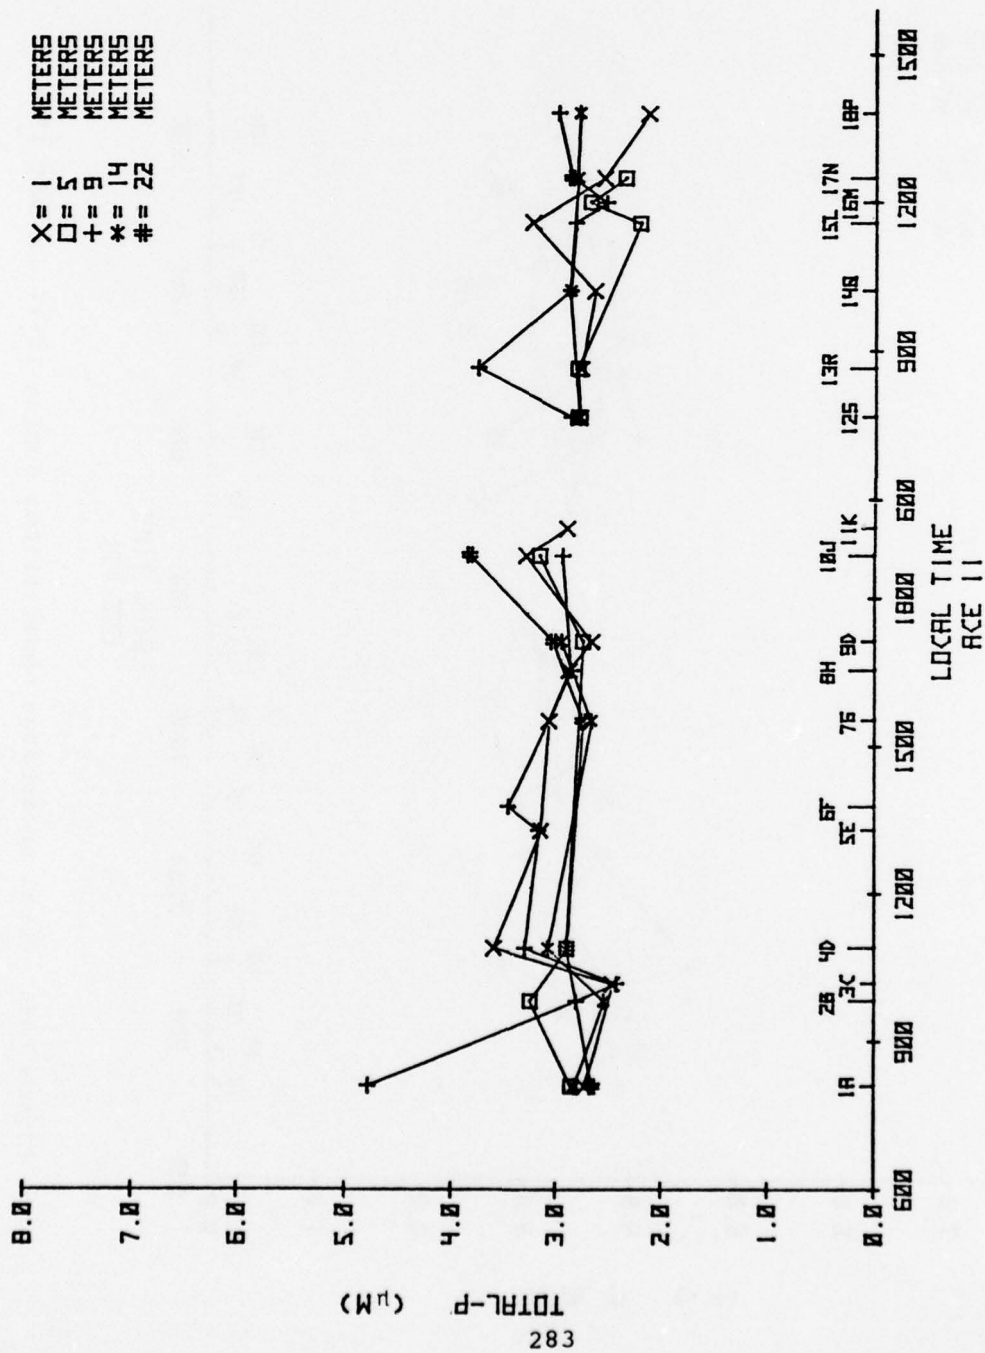 X = 1 METERS
□ = 5 METERS
+ = 9 METERS
* = 14 METERS
# = 22 METERS
TOTAL-P (μM)
8.0
7.0
6.0
5.0
4.0
3.0
2.0
1.0
0.0
1A 2B 3C 4D 5E 6F 7G 8H 9D 10J 11K 12S 13R 14Q 15L 16M 17N 18P
600 900 1200 1500 1800 600 900 1200 1500
LOCAL TIME
ACE II
283